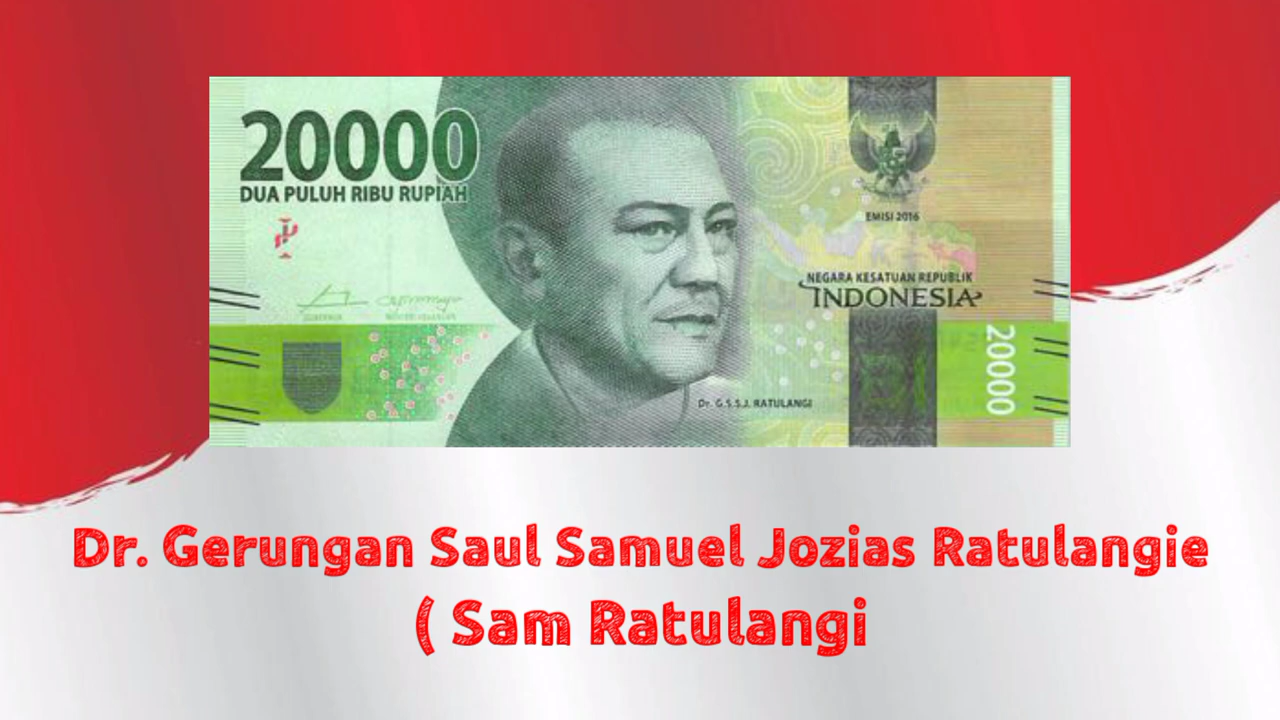 20000
DUA PULUH RIBU RUPIAH
EMISI 2016
NEGARA KESATUAN REPUBLIK
INDONESIA
20000
Dr. G.S.S.J. RATULANGI
Dr. Gerungan Saul Samuel Jozias Ratulangie
( Sam Ratulangi